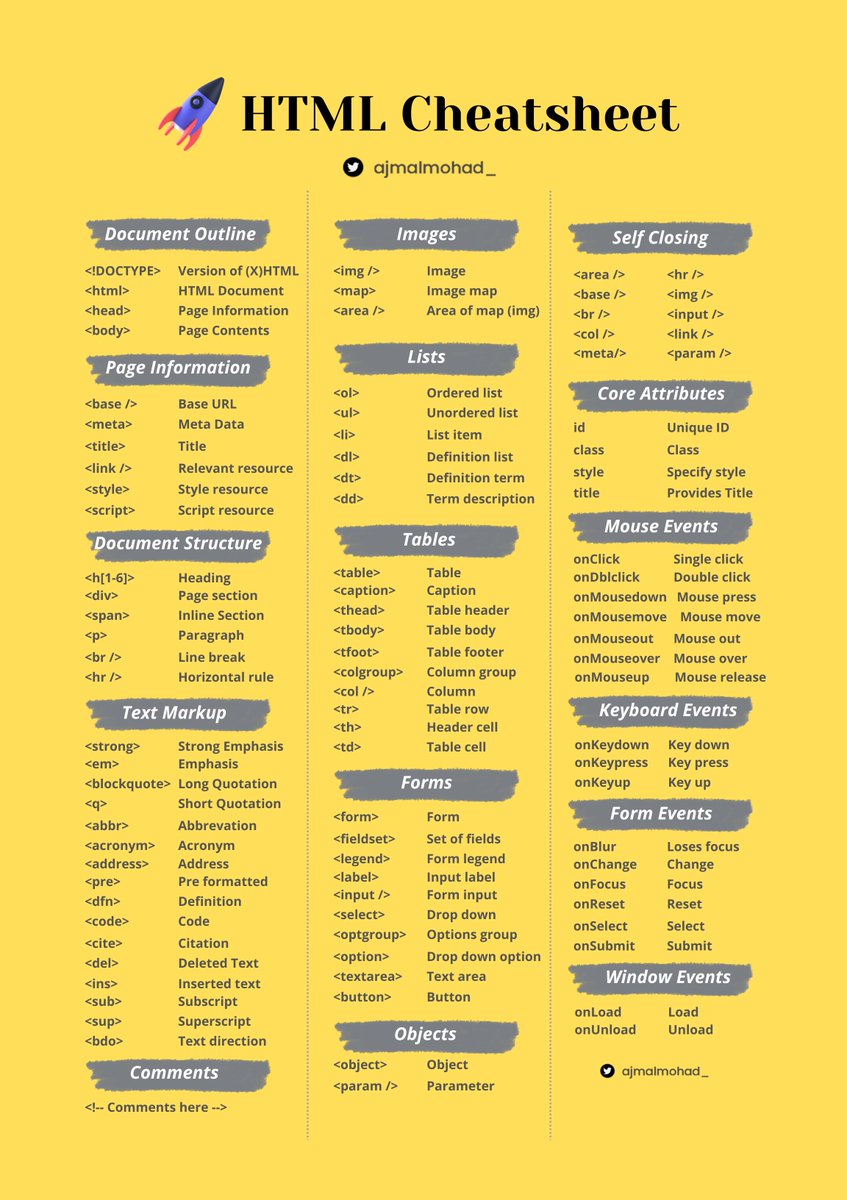 HTML Cheatsheet
ajmalmohad_
Document Outline
<!DOCTYPE> Version of (X)HTML
<html> HTML Document
<head> Page Information
<body> Page Contents
Page Information
<base /> Base URL
<meta> Meta Data
<title> Title
<link /> Relevant resource
<style> Style resource
<script> Script resource
Document Structure
<h[1-6]> Heading
<div> Page section
<span> Inline Section
<p> Paragraph
<br /> Line break
<hr /> Horizontal rule
Text Markup
<strong> Strong Emphasis
<em> Emphasis
<blockquote> Long Quotation
<q> Short Quotation
<abbr> Abbrevation
<acronym> Acronym
<address> Address
<pre> Pre formatted
<dfn> Definition
<code> Code
<cite> Citation
<del> Deleted Text
<ins> Inserted text
<sub> Subscript
<sup> Superscript
<bdo> Text direction
Comments
<!-- Comments here -->
Images
<img /> Image
<map> Image map
<area /> Area of map (img)
Lists
<ol> Ordered list
<ul> Unordered list
<li> List item
<dl> Definition list
<dt> Definition term
<dd> Term description
Tables
<table> Table
<caption> Caption
<thead> Table header
<tbody> Table body
<tfoot> Table footer
<colgroup> Column group
<col /> Column
<tr> Table row
<th> Header cell
<td> Table cell
Forms
<form> Form
<fieldset> Set of fields
<legend> Form legend
<label> Input label
<input /> Form input
<select> Drop down
<optgroup> Options group
<option> Drop down option
<textarea> Text area
<button> Button
Objects
<object> Object
<param /> Parameter
Self Closing
<area /> <hr />
<base /> <img />
<br /> <input />
<col /> <link />
<meta/> <param />
Core Attributes
id Unique ID
class Class
style Specify style
title Provides Title
Mouse Events
onClick Single click
onDblclick Double click
onMousedown Mouse press
onMousemove Mouse move
onMouseout Mouse out
onMouseover Mouse over
onMouseup Mouse release
Keyboard Events
onKeydown Key down
onKeypress Key press
onKeyup Key up
Form Events
onBlur Loses focus
onChange Change
onFocus Focus
onReset Reset
onSelect Select
onSubmit Submit
Window Events
onLoad Load
onUnload Unload
ajmalmohad_